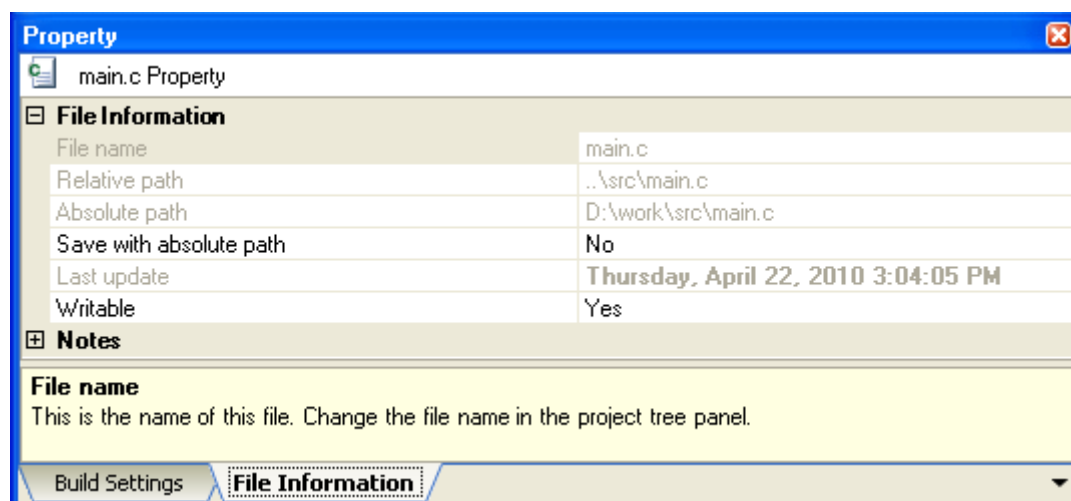 Property
main.c Property
File Information
File name main.c
Relative path ..\src\main.c
Absolute path D:\work\src\main.c
Save with absolute path No
Last update Thursday, April 22, 2010 3:04:05 PM
Writable Yes
Notes
File name
This is the name of this file. Change the file name in the project tree panel.
Build Settings File Information